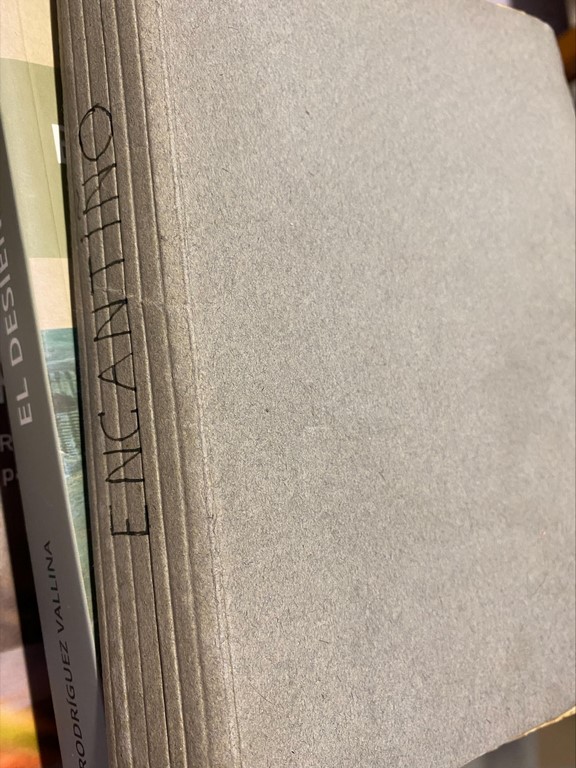 ENCANTINO
EL DESIER
RODRÍGUEZ VALLINA